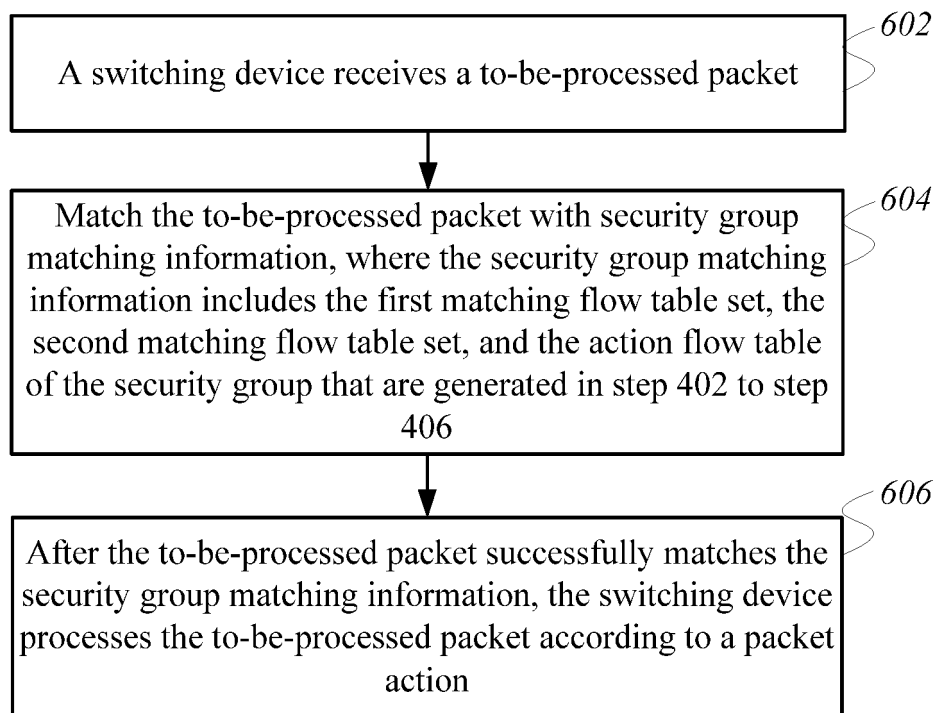 602
A switching device receives a to-be-processed packet
604
Match the to-be-processed packet with security group
matching information, where the security group matching
information includes the first matching flow table set, the
second matching flow table set, and the action flow table
of the security group that are generated in step 402 to step
406
606
After the to-be-processed packet successfully matches the
security group matching information, the switching device
processes the to-be-processed packet according to a packet
action